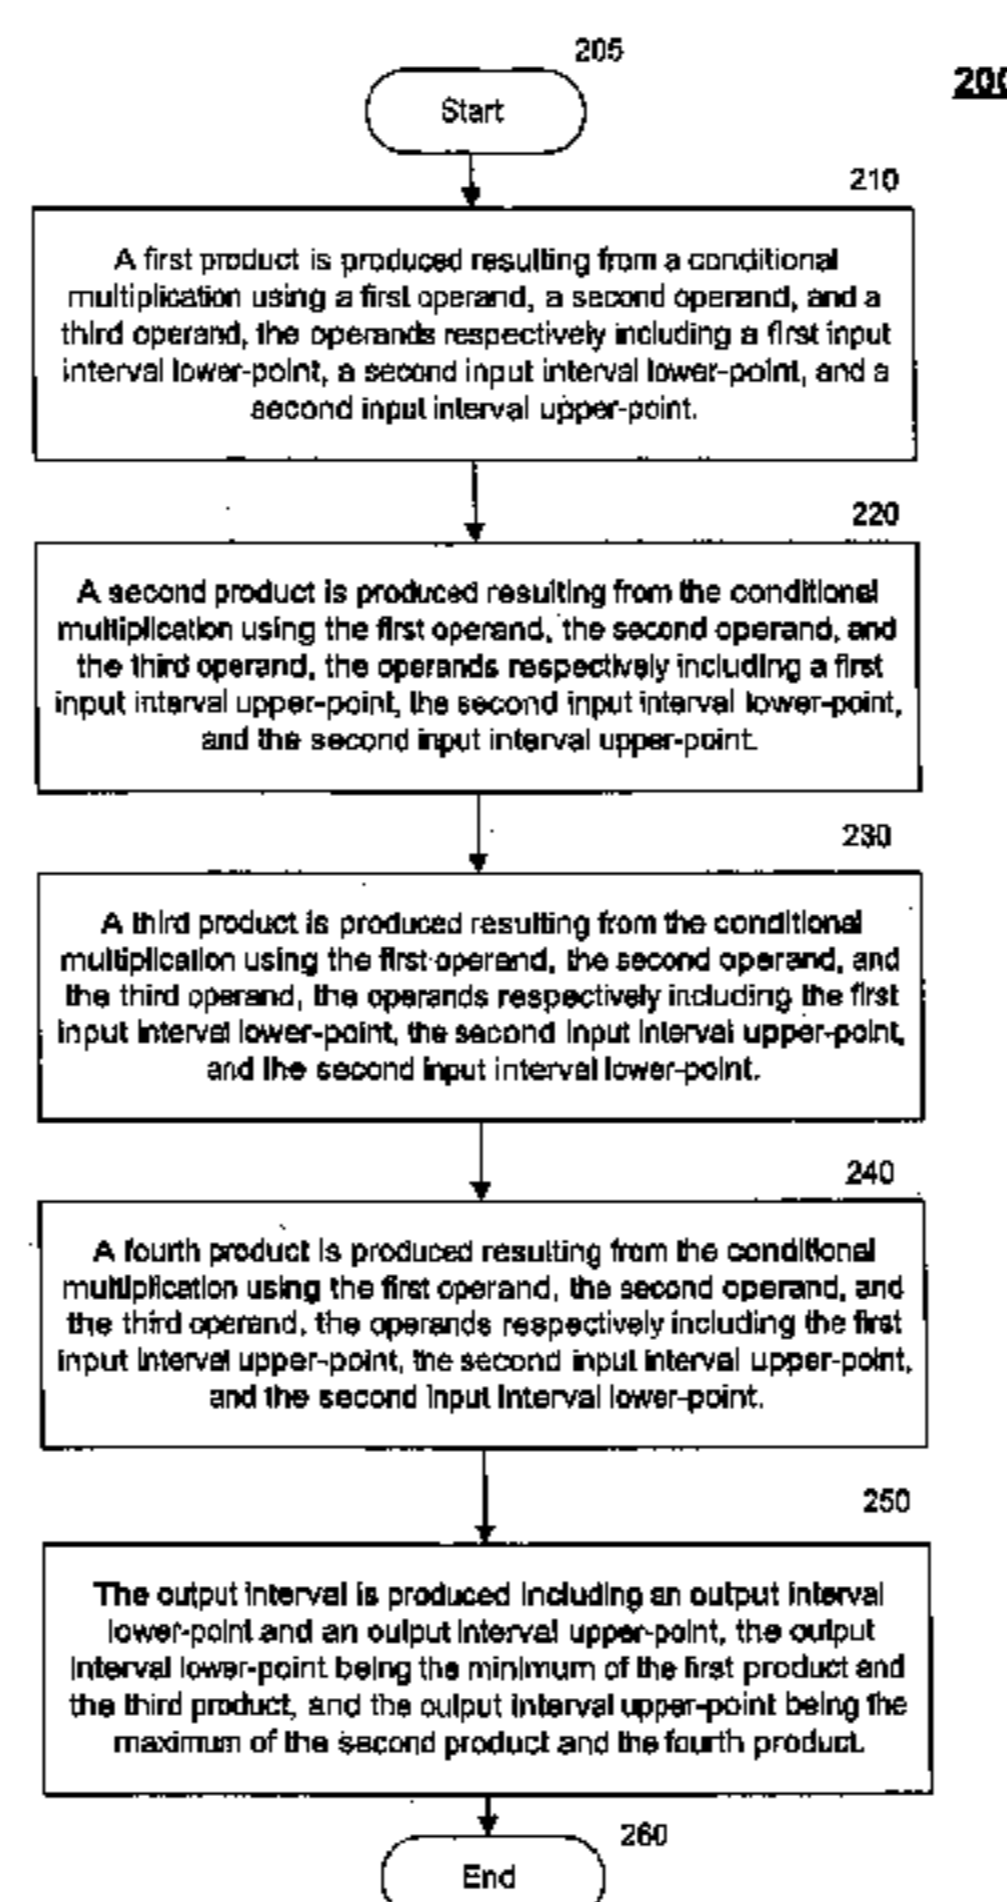 205
200
Start
210
A first product is produced resulting from a conditional
multiplication using a first operand, a second operand, and a
third operand, the operands respectively including a first input
interval lower-point, a second input interval lower-point, and a
second input interval upper-point.
220
A second product is produced resulting from the conditional
multiplication using the first operand, the second operand, and
the third operand, the operands respectively including a first
input interval upper-point, the second input interval lower-point,
and the second input interval upper-point.
230
A third product is produced resulting from the conditional
multiplication using the first operand, the second operand, and
the third operand, the operands respectively including the first
input interval lower-point, the second input interval upper-point,
and the second input interval lower-point.
240
A fourth product is produced resulting from the conditional
multiplication using the first operand, the second operand, and
the third operand, the operands respectively including the first
input interval upper-point, the second input interval upper-point,
and the second input interval lower-point.
250
The output interval is produced including an output interval
lower-point and an output interval upper-point, the output
interval lower-point being the minimum of the first product and
the third product, and the output interval upper-point being the
maximum of the second product and the fourth product.
260
End